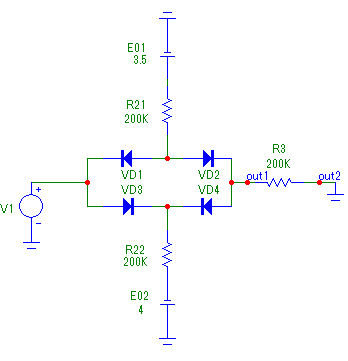 E01
3.5
R21
200K
VD1
VD2
R3
200K
out1
out2
VD3
VD4
V1
+
-
R22
200K
E02
4